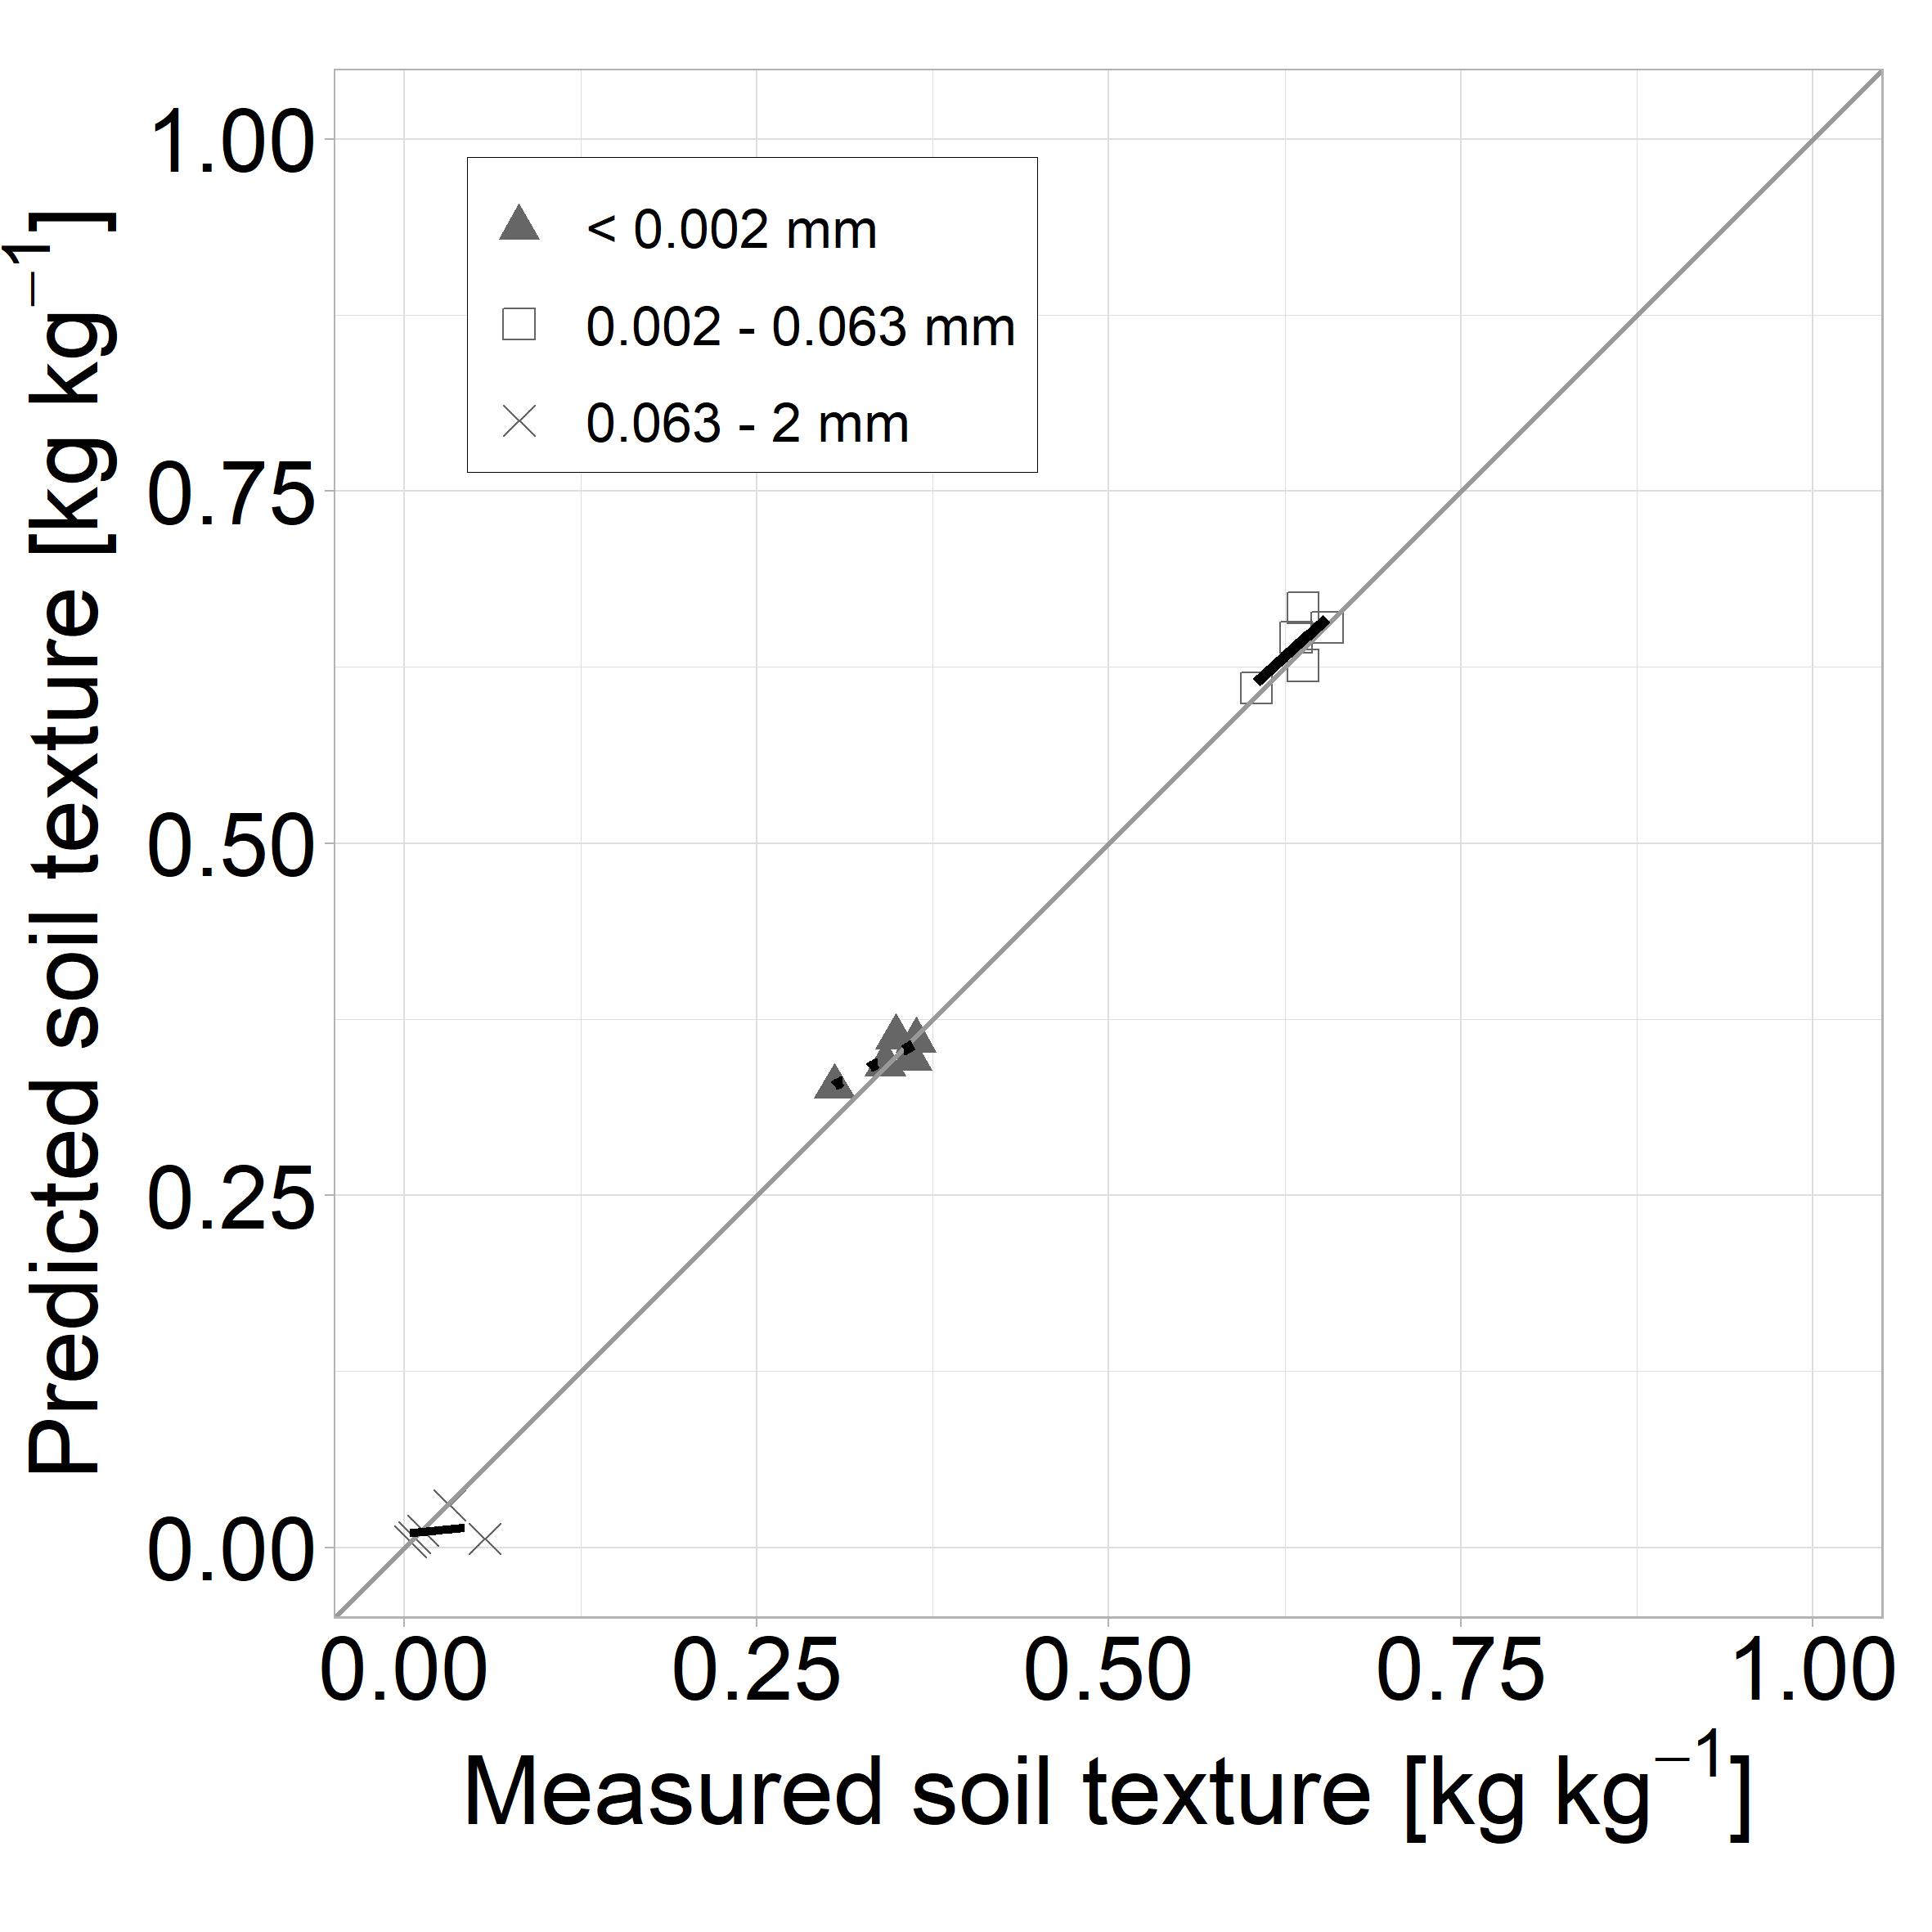 Predicted soil texture [kg kg⁻¹]
1.00
0.75
0.50
0.25
0.00
< 0.002 mm
0.002 - 0.063 mm
0.063 - 2 mm
0.00 0.25 0.50 0.75 1.00
Measured soil texture [kg kg⁻¹]